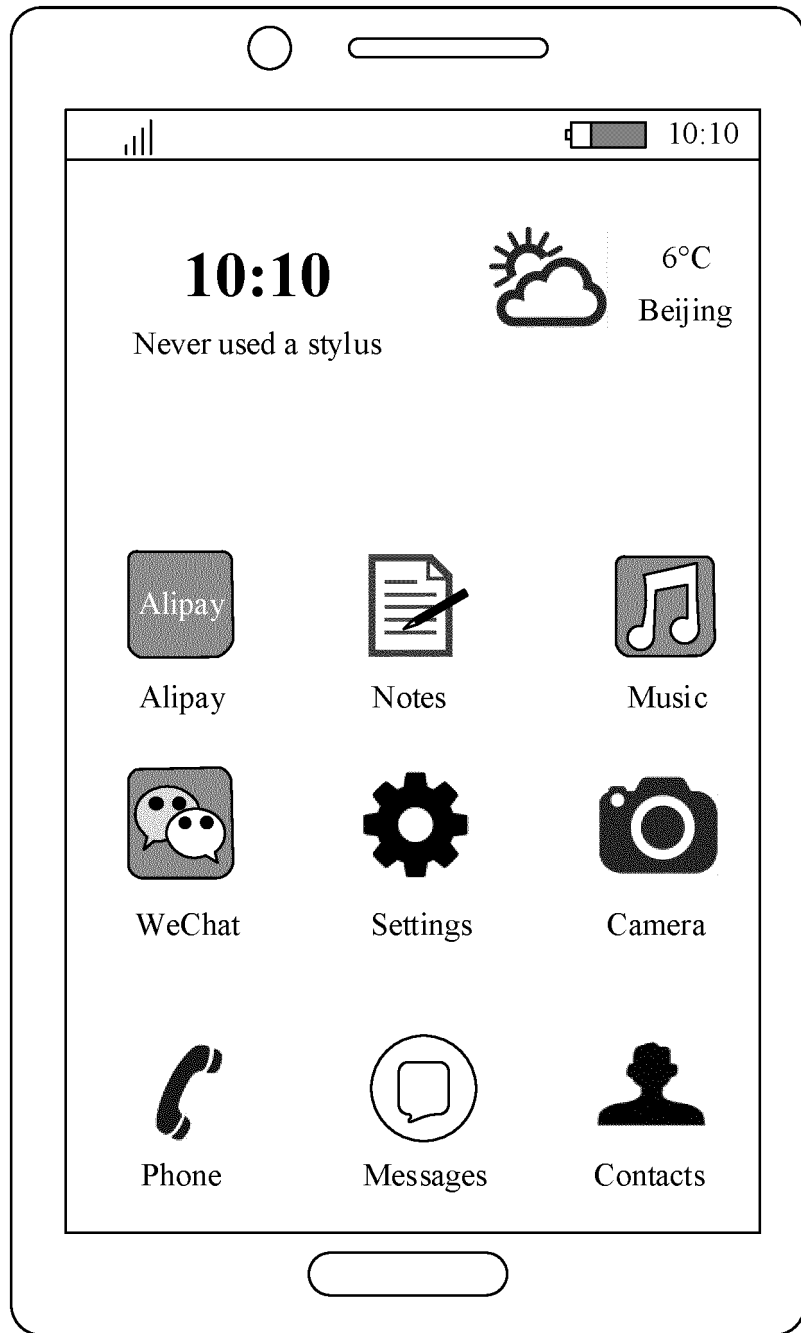 10:10
10:10
6°C
Beijing
Never used a stylus
Alipay
Alipay
Notes
Music
WeChat
Settings
Camera
Phone
Messages
Contacts